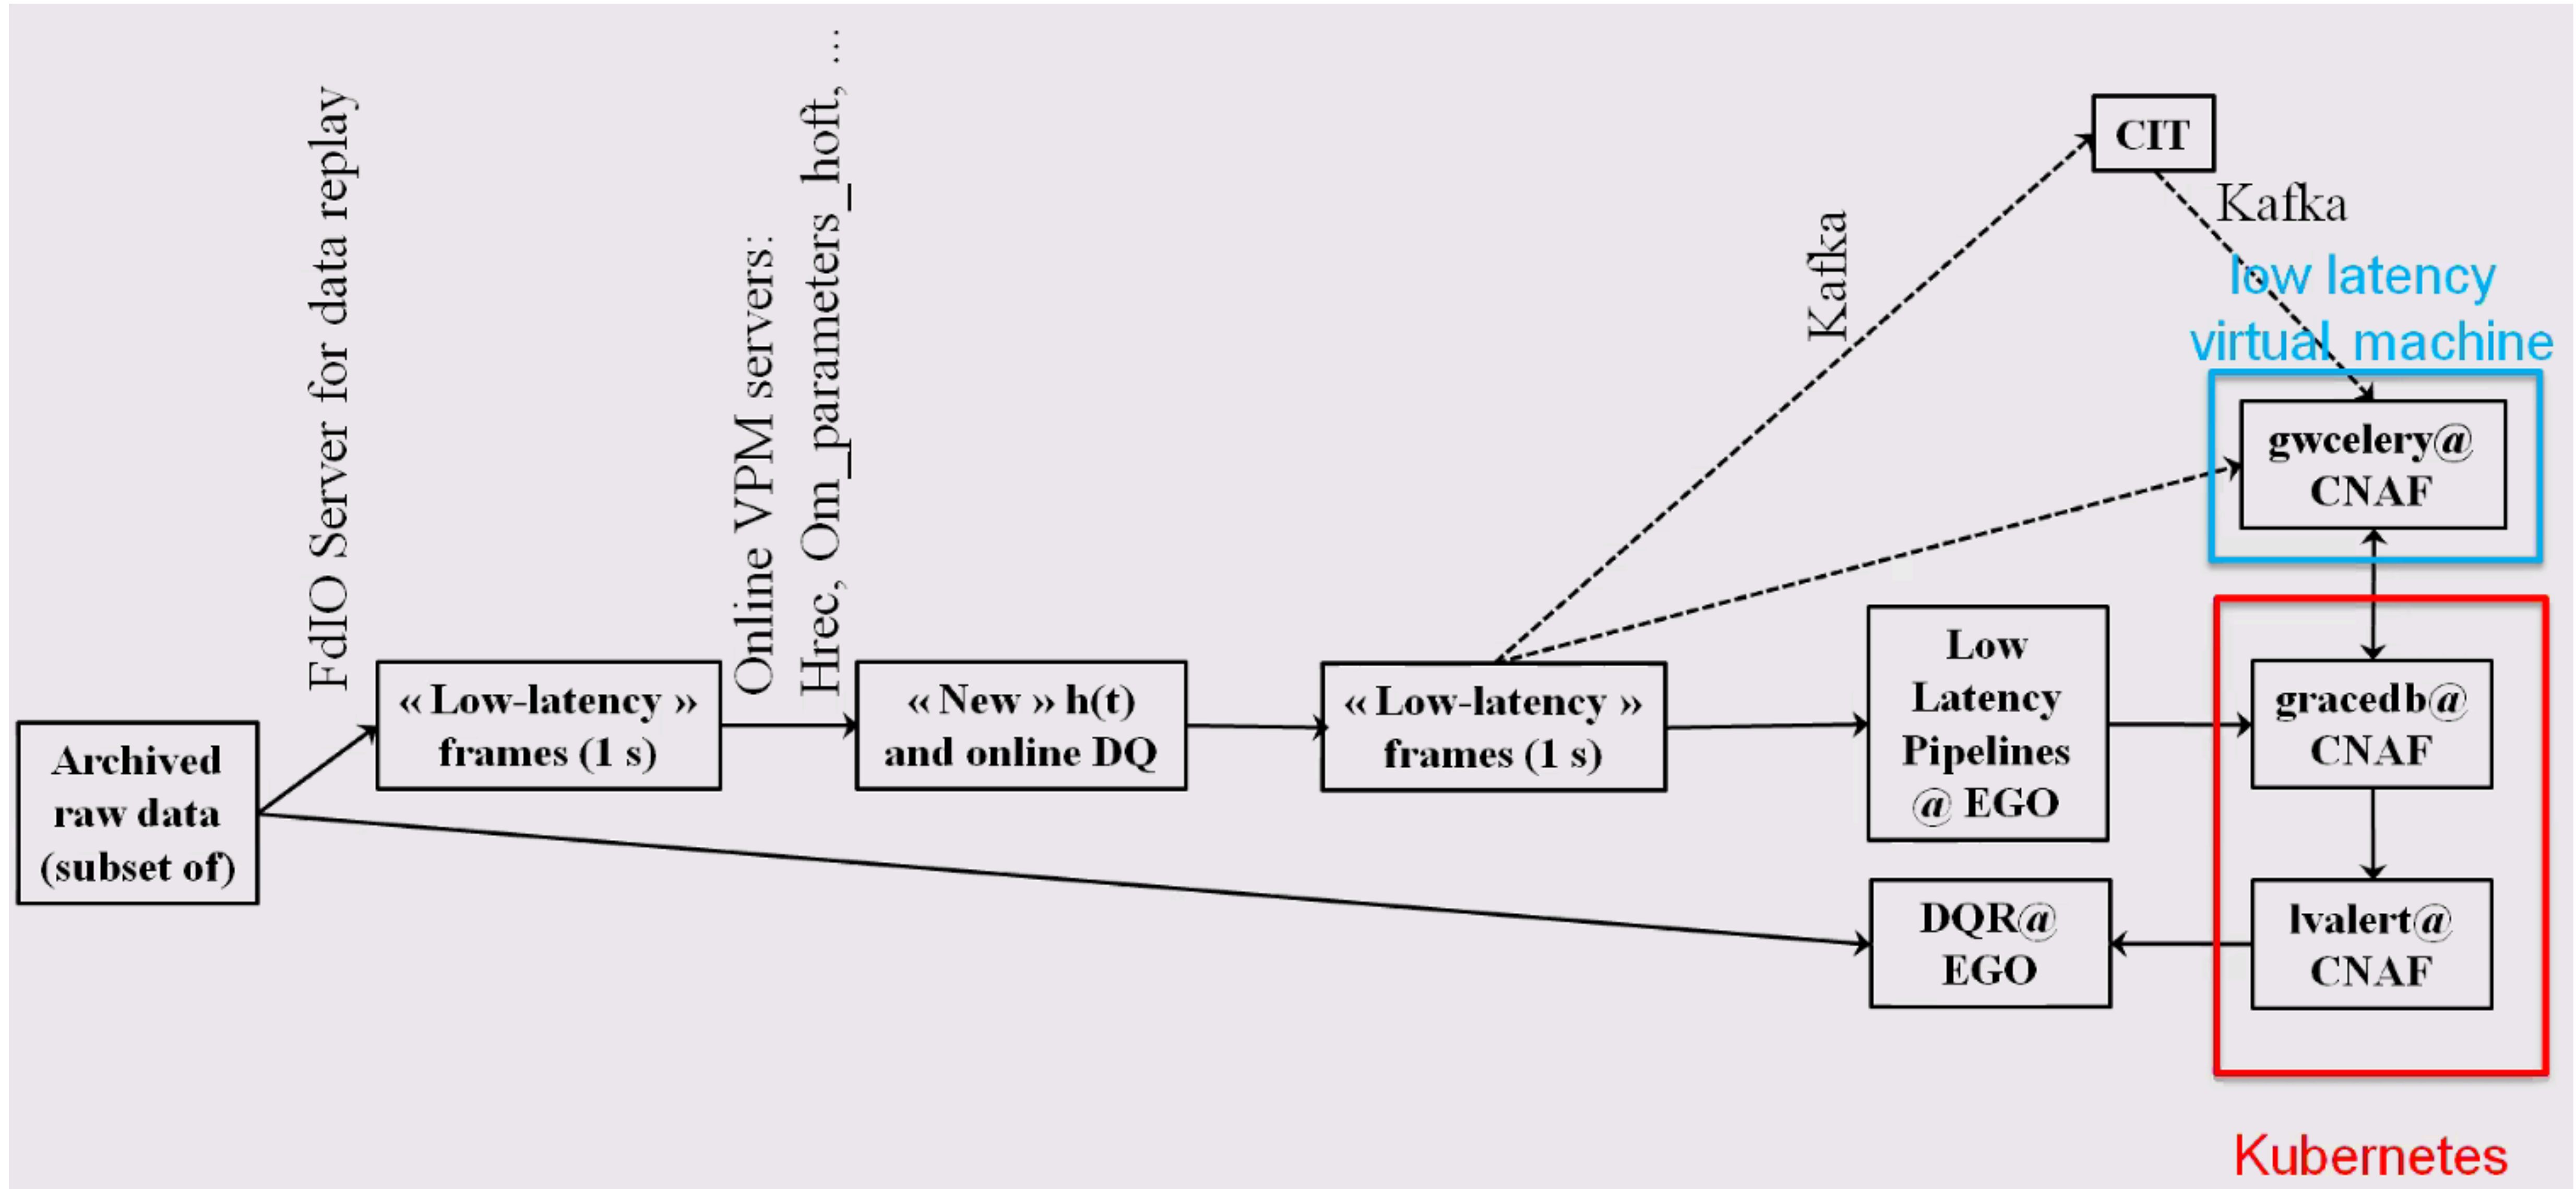 FdIO Server for data replay
Online VPM servers:
Hrec, Om_parameters_hoft, …
Kafka
CIT
Kafka
low latency
virtual machine
gwcelery@
CNAF
Archived
raw data
(subset of)
« Low-latency »
frames (1 s)
« New » h(t)
and online DQ
« Low-latency »
frames (1 s)
Low
Latency
Pipelines
@ EGO
gracedb@
CNAF
DQR@
EGO
lvalert@
CNAF
Kubernetes